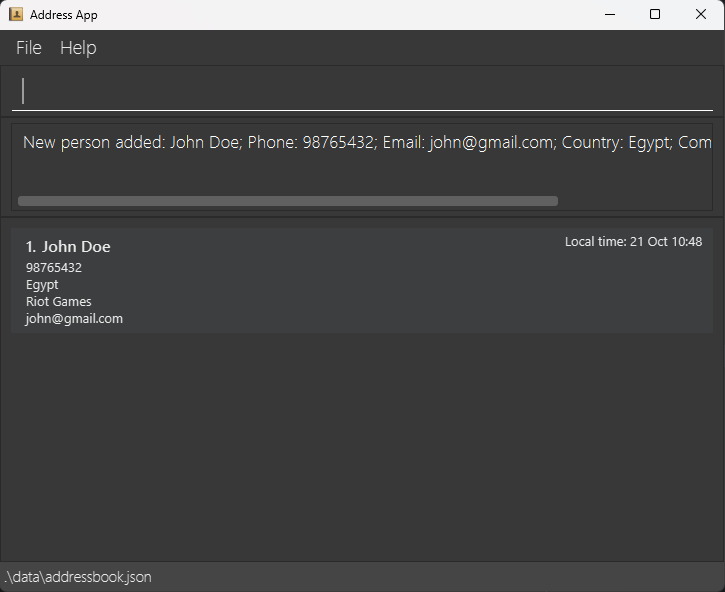 Address App
File Help
New person added: John Doe; Phone: 98765432; Email: john@gmail.com; Country: Egypt; Com
1. John Doe
Local time: 21 Oct 10:48
98765432
Egypt
Riot Games
john@gmail.com
.\data\addressbook.json